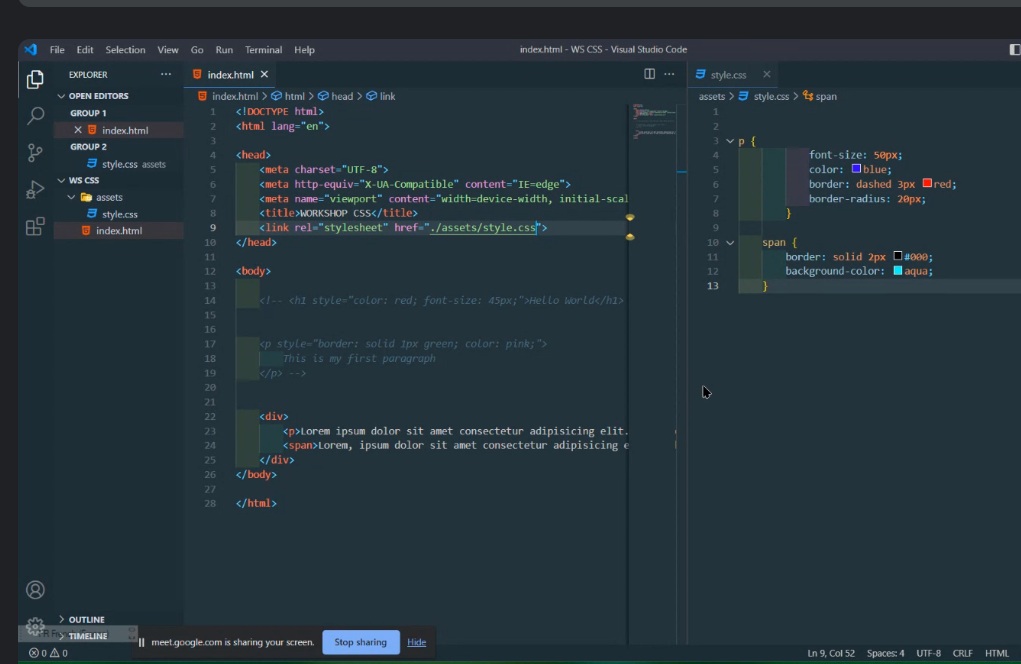 File Edit Selection View Go Run Terminal Help
index.html - WS CSS - Visual Studio Code
EXPLORER
OPEN EDITORS
GROUP 1
index.html
GROUP 2
style.css assets
WS CSS
assets
style.css
index.html
OUTLINE
TIMELINE
index.html
index.html > html > head > link
1 <!DOCTYPE html>
2 <html lang="en">
3
4 <head>
5 <meta charset="UTF-8">
6 <meta http-equiv="X-UA-Compatible" content="IE=edge">
7 <meta name="viewport" content="width=device-width, initial-scal
8 <title>WORKSHOP CSS</title>
9 <link rel="stylesheet" href="./assets/style.css">
10 </head>
11
12 <body>
13
14 <!-- <h1 style="color: red; font-size: 45px;">Hello World</h1>
15
16
17 <p style="border: solid 1px green; color: pink;">
18 This is my first paragraph
19 </p> -->
20
21
22 <div>
23 <p>Lorem ipsum dolor sit amet consectetur adipisicing elit.
24 <span>Lorem, ipsum dolor sit amet consectetur adipisicing e
25 </div>
26 </body>
27
28 </html>
style.css
assets > style.css > span
1
2
3 p {
4 font-size: 50px;
5 color: blue;
6 border: dashed 3px red;
7 border-radius: 20px;
8 }
9
10 span {
11 border: solid 2px #000;
12 background-color: aqua;
13 }
meet.google.com is sharing your screen. Stop sharing Hide
0 0
Ln 9, Col 52 Spaces: 4 UTF-8 CRLF HTML